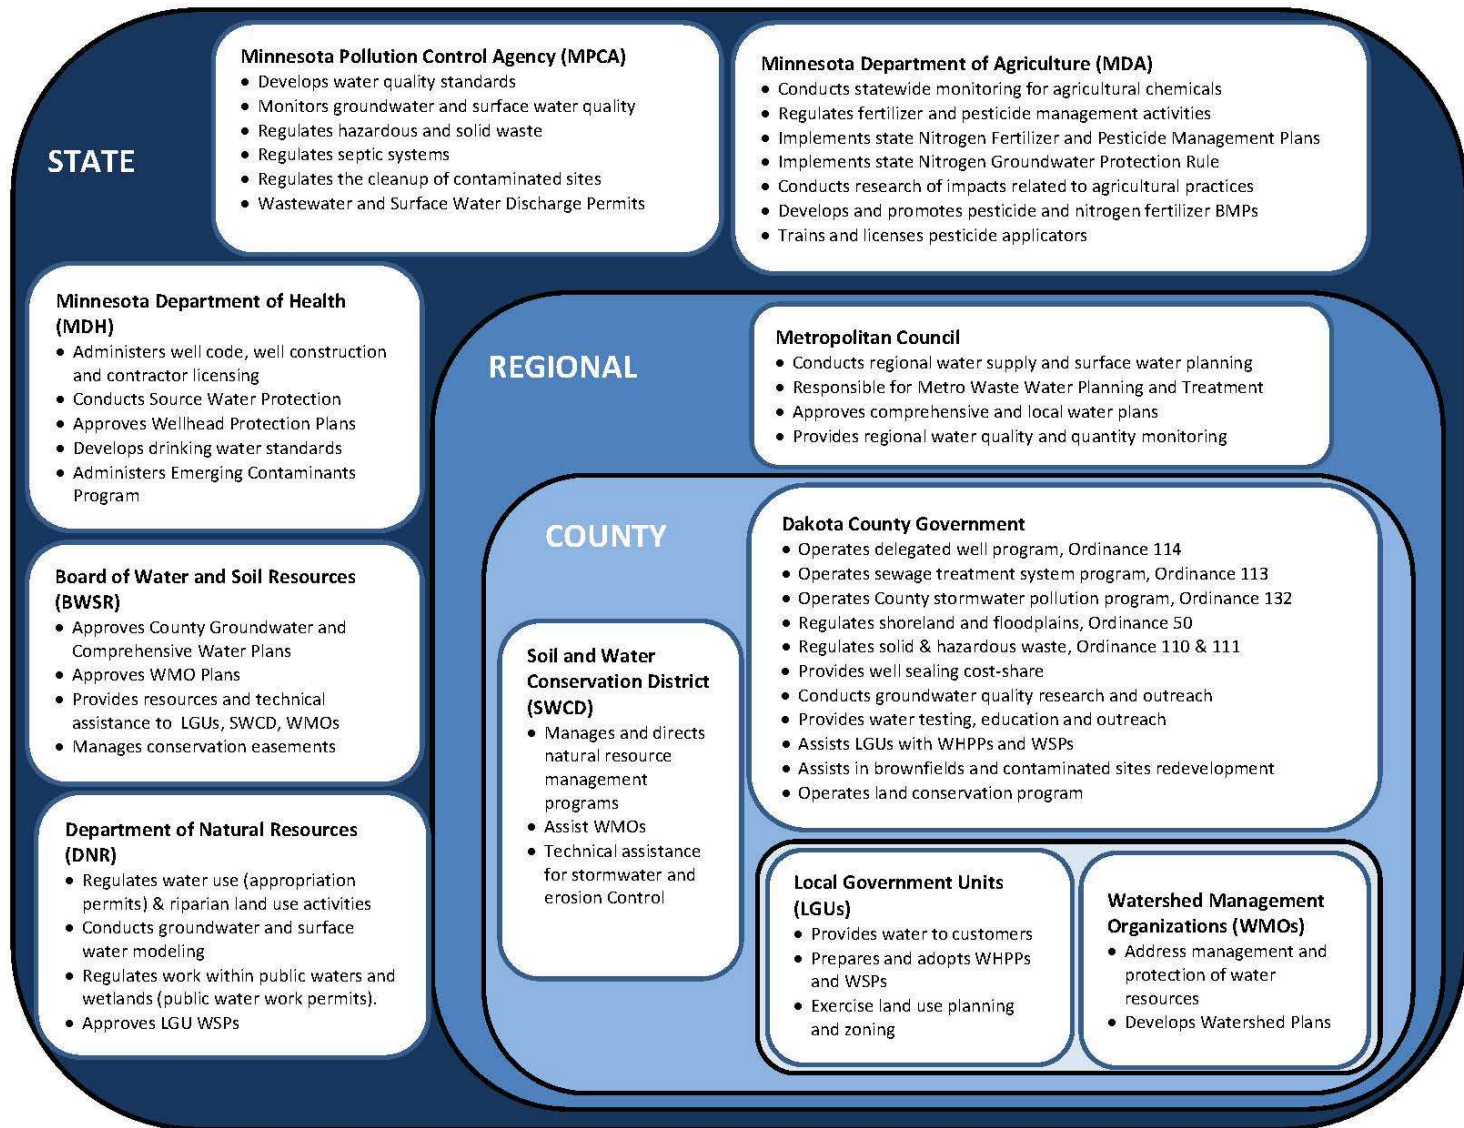 STATE
Minnesota Pollution Control Agency (MPCA)
• Develops water quality standards
• Monitors groundwater and surface water quality
• Regulates hazardous and solid waste
• Regulates septic systems
• Regulates the cleanup of contaminated sites
• Wastewater and Surface Water Discharge Permits
Minnesota Department of Agriculture (MDA)
• Conducts statewide monitoring for agricultural chemicals
• Regulates fertilizer and pesticide management activities
• Implements state Nitrogen Fertilizer and Pesticide Management Plans
• Implements state Nitrogen Groundwater Protection Rule
• Conducts research of impacts related to agricultural practices
• Develops and promotes pesticide and nitrogen fertilizer BMPs
• Trains and licenses pesticide applicators
Minnesota Department of Health
(MDH)
• Administers well code, well construction
and contractor licensing
• Conducts Source Water Protection
• Approves Wellhead Protection Plans
• Develops drinking water standards
• Administers Emerging Contaminants
Program
Board of Water and Soil Resources
(BWSR)
• Approves County Groundwater and
Comprehensive Water Plans
• Approves WMO Plans
• Provides resources and technical
assistance to LGUs, SWCD, WMOs
• Manages conservation easements
Department of Natural Resources
(DNR)
• Regulates water use (appropriation
permits) & riparian land use activities
• Conducts groundwater and surface
water modeling
• Regulates work within public waters and
wetlands (public water work permits).
• Approves LGU WSPs
REGIONAL
Metropolitan Council
• Conducts regional water supply and surface water planning
• Responsible for Metro Waste Water Planning and Treatment
• Approves comprehensive and local water plans
• Provides regional water quality and quantity monitoring
COUNTY
Soil and Water
Conservation District
(SWCD)
• Manages and directs
natural resource
management
programs
• Assist WMOs
• Technical assistance
for stormwater and
erosion Control
Dakota County Government
• Operates delegated well program, Ordinance 114
• Operates sewage treatment system program, Ordinance 113
• Operates County stormwater pollution program, Ordinance 132
• Regulates shoreland and floodplains, Ordinance 50
• Regulates solid & hazardous waste, Ordinance 110 & 111
• Provides well sealing cost-share
• Conducts groundwater quality research and outreach
• Provides water testing, education and outreach
• Assists LGUs with WHPPs and WSPs
• Assists in brownfields and contaminated sites redevelopment
• Operates land conservation program
Local Government Units
(LGUs)
• Provides water to customers
• Prepares and adopts WHPPs
and WSPs
• Exercise land use planning
and zoning
Watershed Management
Organizations (WMOs)
• Address management and
protection of water
resources
• Develops Watershed Plans